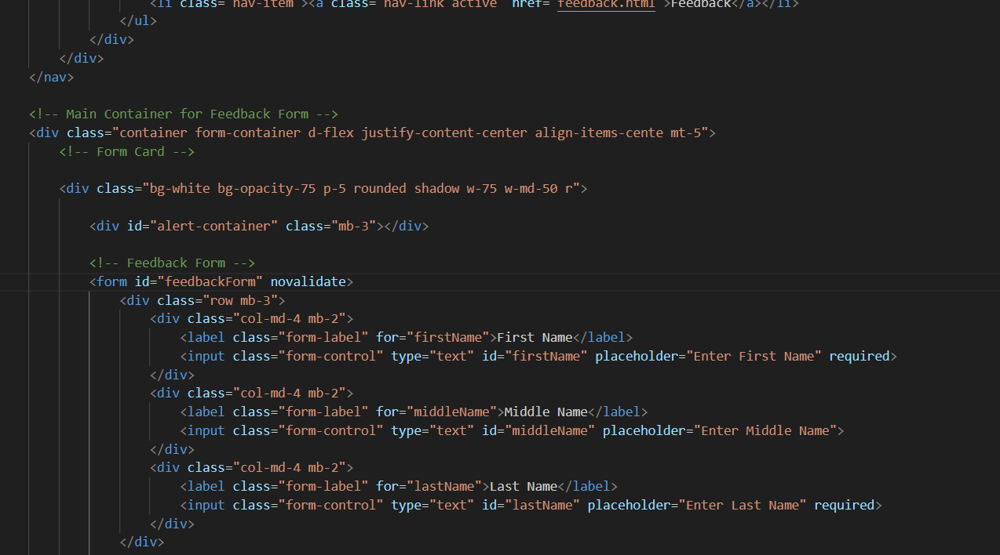 <li class="nav-item"><a class="nav-link active" href="feedback.html">Feedback</a></li>
</ul>
</div>
</div>
</nav>
<!-- Main Container for Feedback Form -->
<div class="container form-container d-flex justify-content-center align-items-cente mt-5">
<!-- Form Card -->
<div class="bg-white bg-opacity-75 p-5 rounded shadow w-75 w-md-50 r">
<div id="alert-container" class="mb-3"></div>
<!-- Feedback Form -->
<form id="feedbackForm" novalidate>
<div class="row mb-3">
<div class="col-md-4 mb-2">
<label class="form-label" for="firstName">First Name</label>
<input class="form-control" type="text" id="firstName" placeholder="Enter First Name" required>
</div>
<div class="col-md-4 mb-2">
<label class="form-label" for="middleName">Middle Name</label>
<input class="form-control" type="text" id="middleName" placeholder="Enter Middle Name">
</div>
<div class="col-md-4 mb-2">
<label class="form-label" for="lastName">Last Name</label>
<input class="form-control" type="text" id="lastName" placeholder="Enter Last Name" required>
</div>
</div>